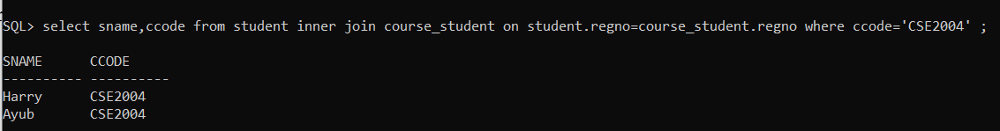 SQL> select sname,ccode from student inner join course_student on student.regno=course_student.regno where ccode='CSE2004' ;
SNAME      CCODE
---------- ----------
Harry      CSE2004
Ayub       CSE2004